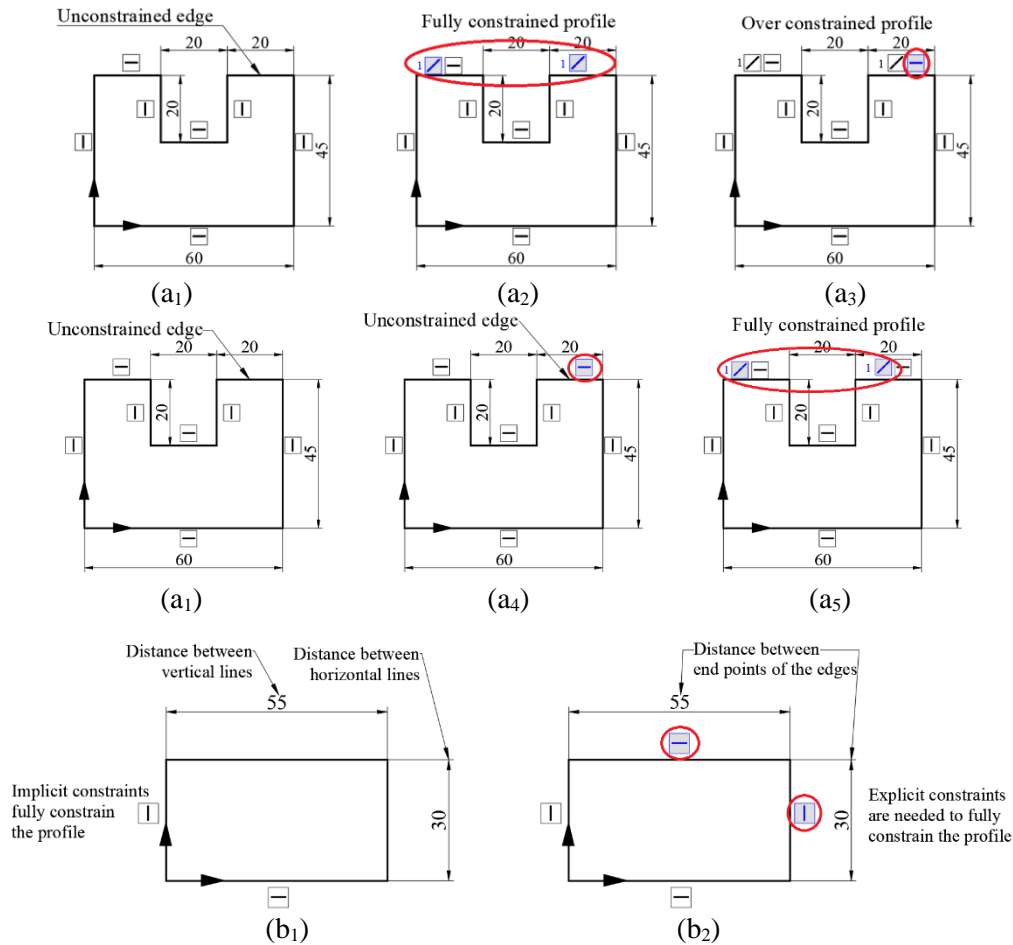 Unconstrained edge
20 20
20
45
60
(a1)
Fully constrained profile
20 20
1 1
20
45
60
(a2)
Over constrained profile
20 20
1 1
20
45
60
(a3)
Unconstrained edge
20 20
20
45
60
(a1)
Unconstrained edge
20 20
20
45
60
(a4)
Fully constrained profile
20 20
1 1
20
45
60
(a5)
Distance between
vertical lines
Distance between
horizontal lines
55
Implicit constraints
fully constrain
the profile
30
(b1)
Distance between
end points of the edges
55
30
Explicit constraints
are needed to fully
constrain the profile
(b2)